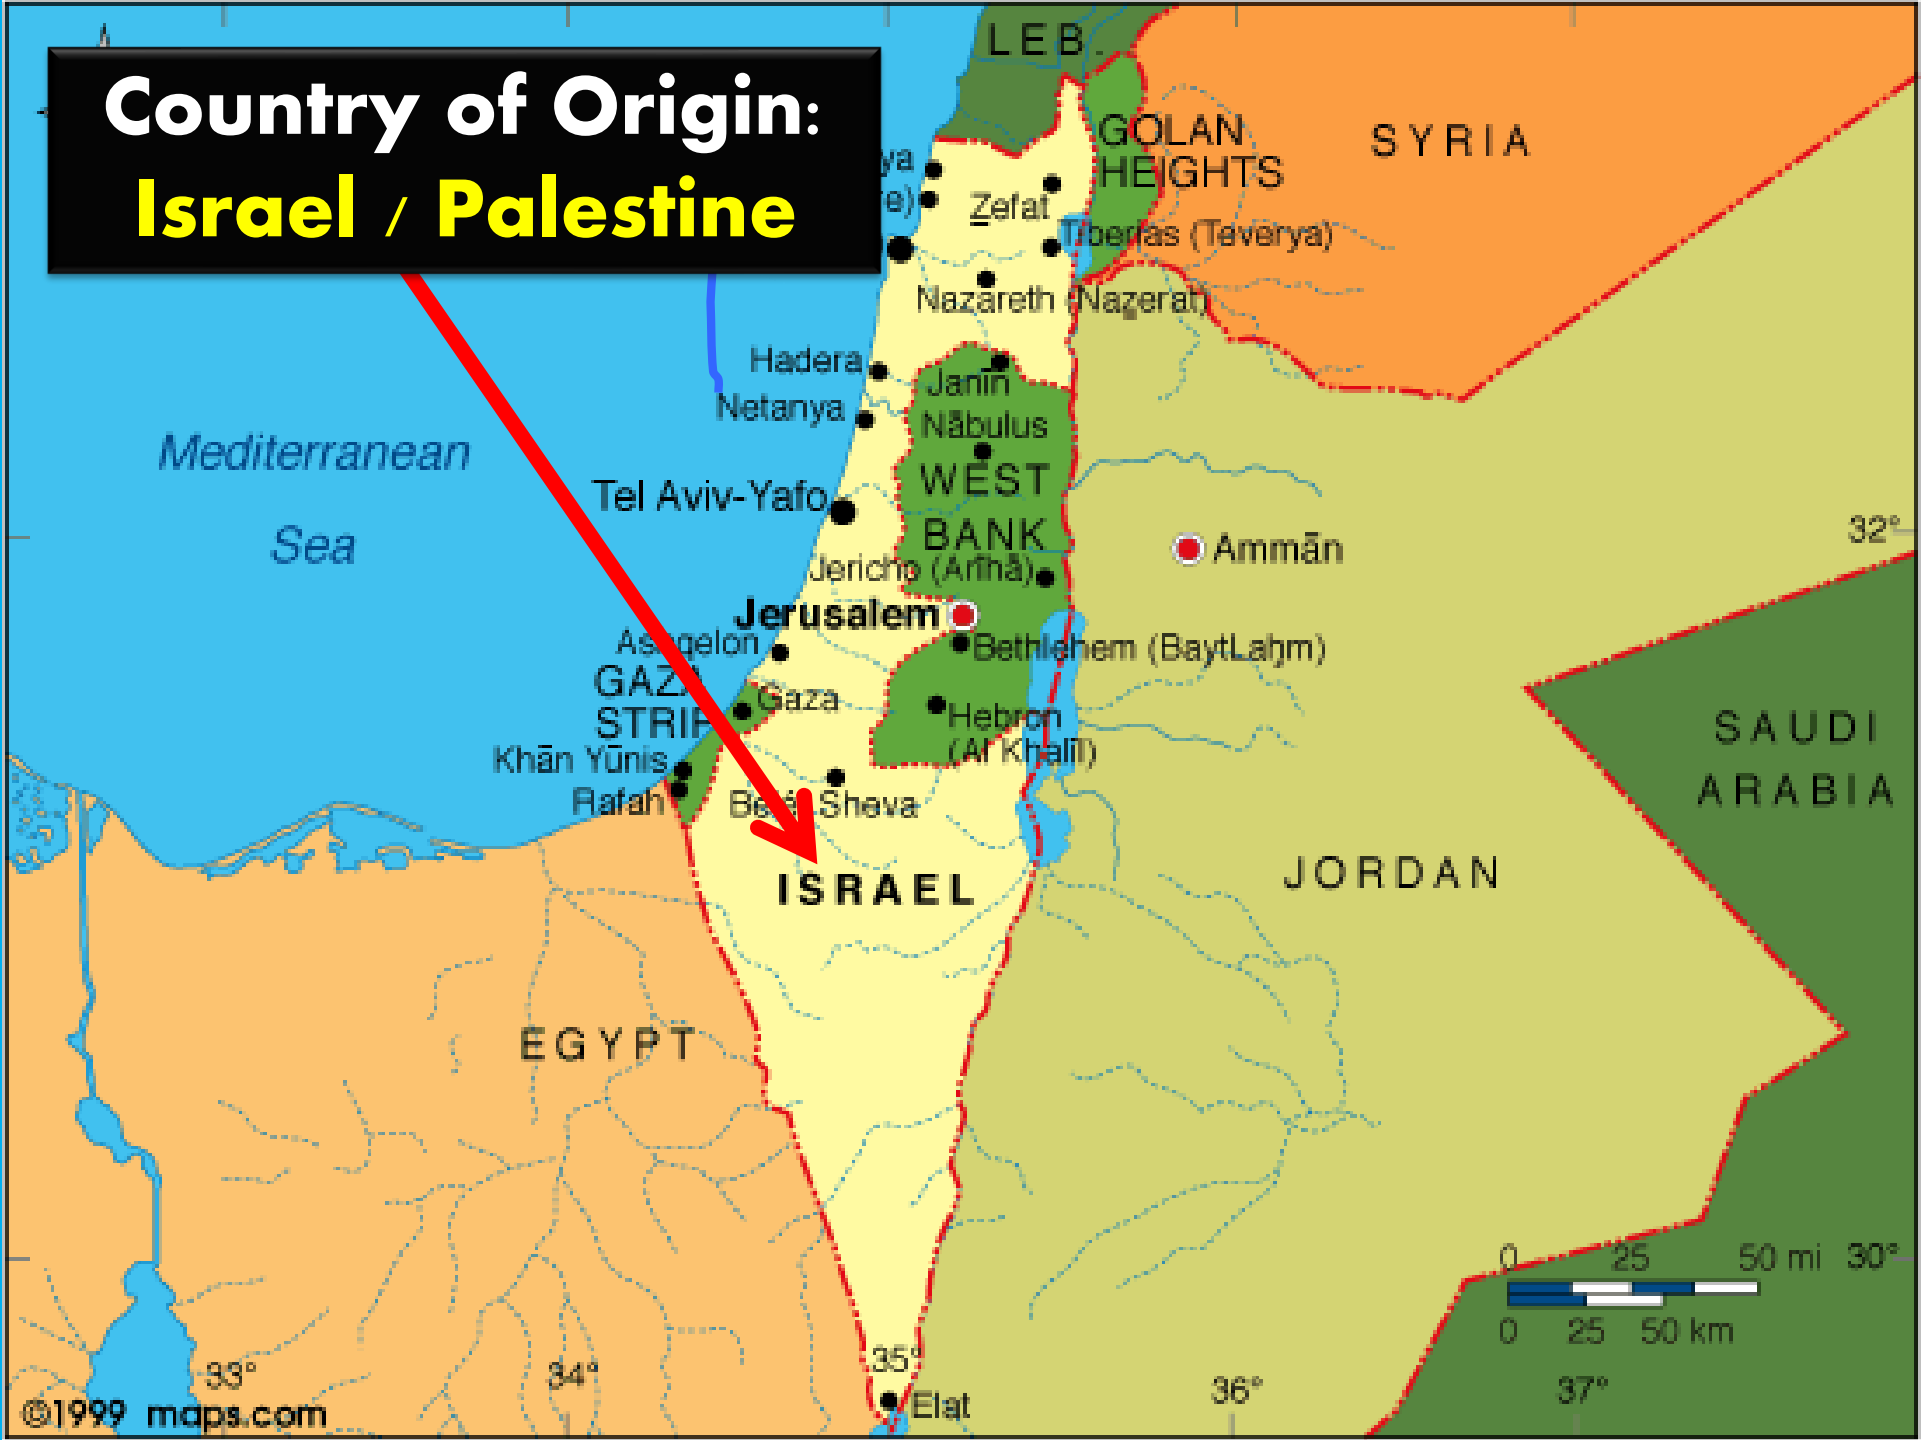 Country of Origin:
Israel / Palestine
LEB.
GOLAN
HEIGHTS
SYRIA
ya
e)
Zefat
Tiberias (Teverya)
Nazareth (Nazerat)
Hadera
Janin
Netanya
Nābulus
Mediterranean
Sea
WEST
BANK
Tel Aviv-Yafo
32°
Ammān
Jericho (Arīhā)
Jerusalem
Bethlehem (BaytLaḩm)
GAZA
STRIP
Gaza
Hebron
(Al Khalīl)
Khān Yūnis
Rafah
Sheva
SAUDI
ARABIA
ISRAEL
JORDAN
EGYPT
0 25 50 mi
30°
0 25 50 km
33°
34°
35°
36°
37°
Elat
©1999 maps.com